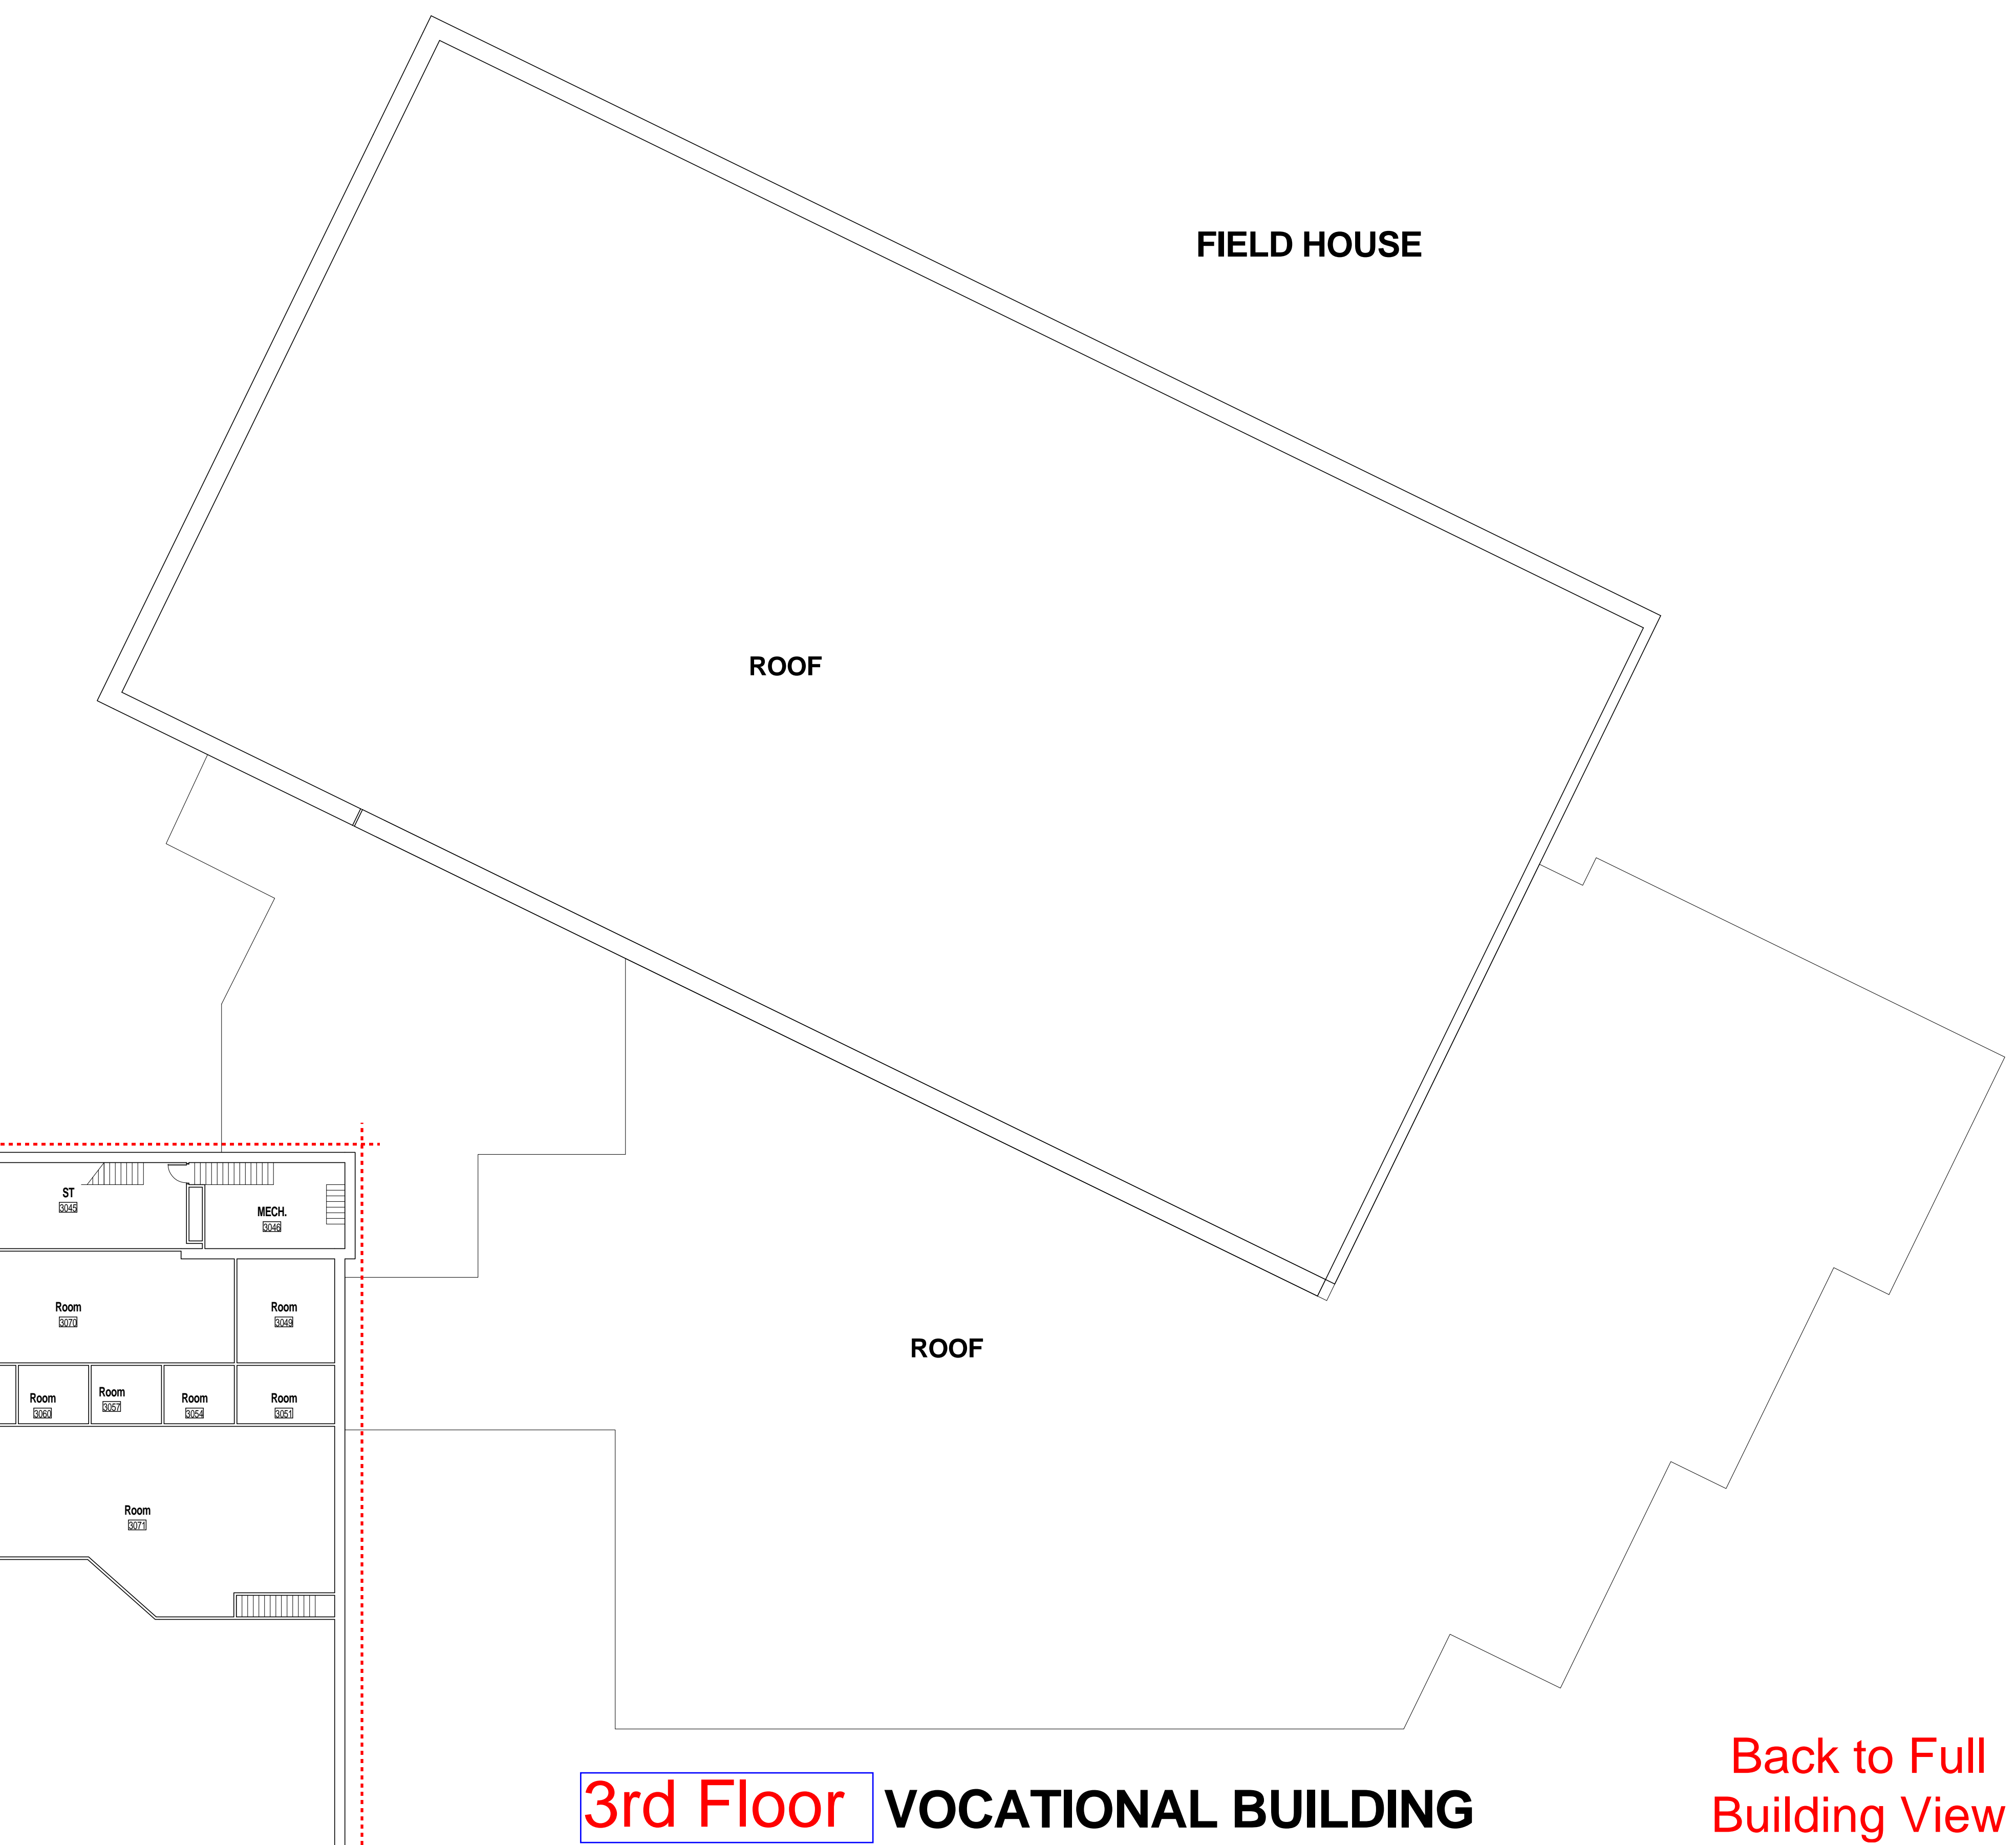 FIELD HOUSE
ROOF
ST
3045
MECH.
3046
Room
3070
Room
3049
ROOF
Room
3060
Room
3057
Room
3054
Room
3051
Room
3071
3rd Floor VOCATIONAL BUILDING
Back to Full
Building View